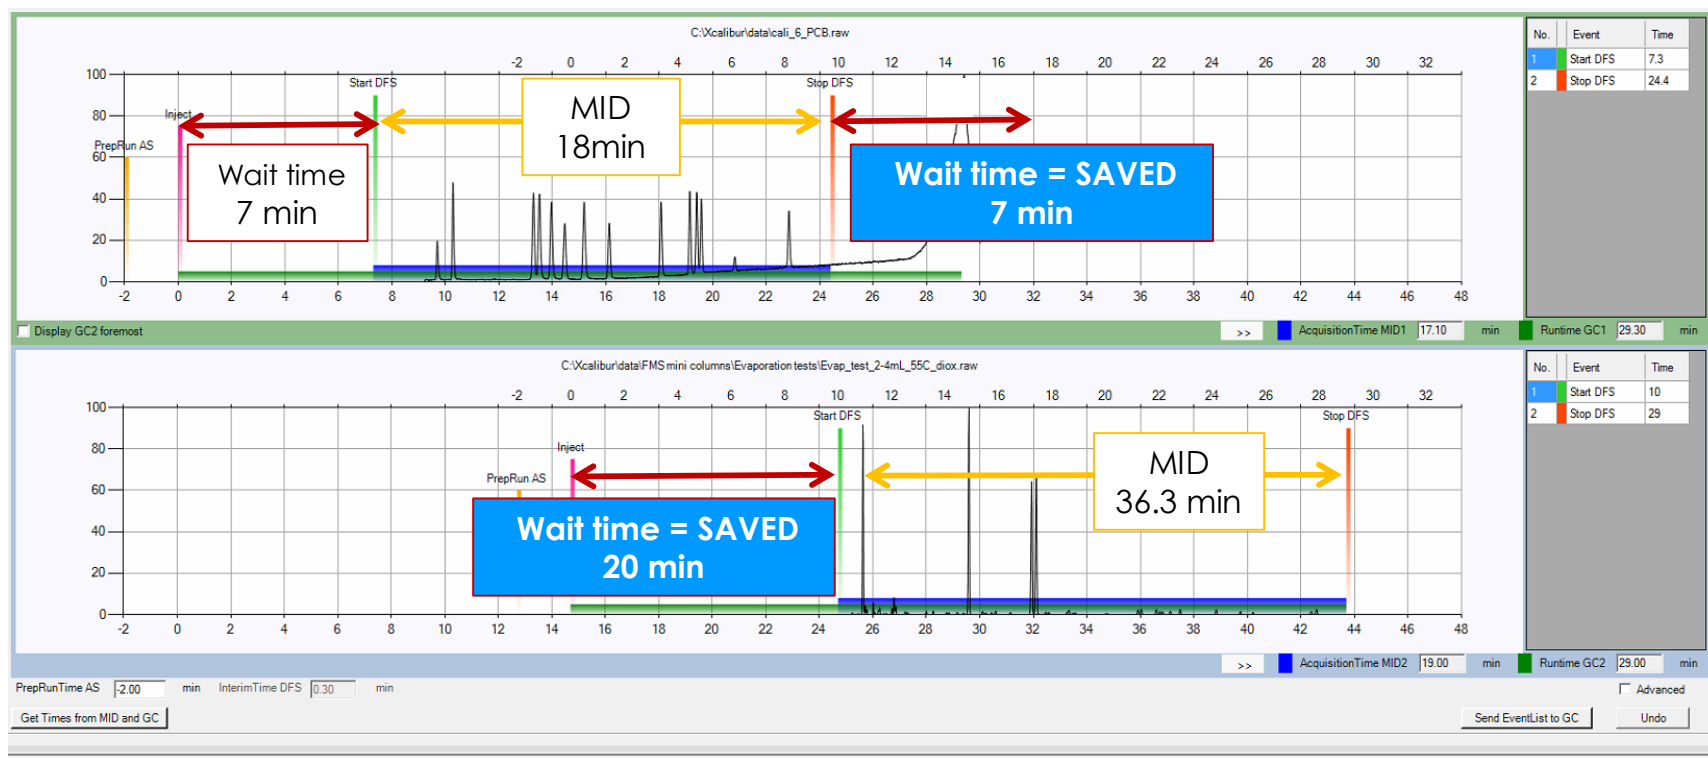 C:\Xcalibur\data\cali_6_PCB.raw
-2 0 2 4 6 8 10 12 14 16 18 20 22 24 26 28 30 32
100
80
60
40
20
0
Start DFS
Stop DFS
Inject
PrepRun AS
MID
18min
Wait time
7 min
Wait time = SAVED
7 min
-2 0 2 4 6 8 10 12 14 16 18 20 22 24 26 28 30 32 34 36 38 40 42 44 46 48
No. Event Time
1 Start DFS 7.3
2 Stop DFS 24.4
Display GC2 foremost
>> AcquisitionTime MID1 17.10 min Runtime GC1 29.30 min
C:\Xcalibur\data\FMS mini columns\Evaporation tests\Evap_test_2-4mL_55C_diox.raw
-2 0 2 4 6 8 10 12 14 16 18 20 22 24 26 28 30 32
100
80
60
40
20
0
Start DFS
Stop DFS
Inject
PrepRun AS
MID
36.3 min
Wait time = SAVED
20 min
-2 0 2 4 6 8 10 12 14 16 18 20 22 24 26 28 30 32 34 36 38 40 42 44 46 48
No. Event Time
1 Start DFS 10
2 Stop DFS 29
>> AcquisitionTime MID2 19.00 min Runtime GC2 29.00 min
PrepRunTime AS -2.00 min InterimTime DFS 0.30 min
Advanced
Get Times from MID and GC
Send EventList to GC
Undo